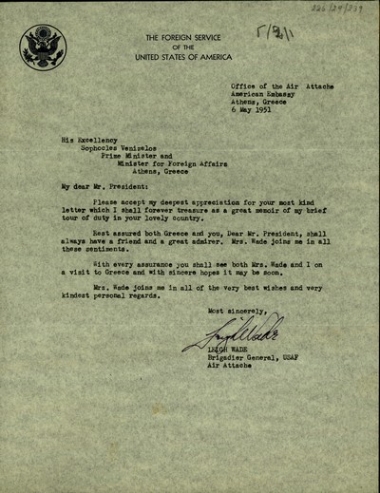 THE FOREIGN SERVICE
OF THE
UNITED STATES OF AMERICA
Office of the Air Attache
American Embassy
Athens, Greece
6 May 1951
His Excellency
Sophocles Venizelos
Prime Minister and
Minister for Foreign Affairs
Athens, Greece
My dear Mr. President:
Please accept my deepest appreciation for your most kind
letter which I shall forever treasure as a great memoir of my brief
tour of duty in your lovely country.
Rest assured both Greece and you, Dear Mr. President, shall
always have a friend and a great admirer. Mrs. Wade joins me in all
these sentiments.
With every assurance you shall see both Mrs. Wade and I on
a visit to Greece and with sincere hopes it may be soon.
Mrs. Wade joins me in all of the very best wishes and very
kindest personal regards.
Most sincerely,
Leigh Wade
LEIGH WADE
Brigadier General, USAF
Air Attache